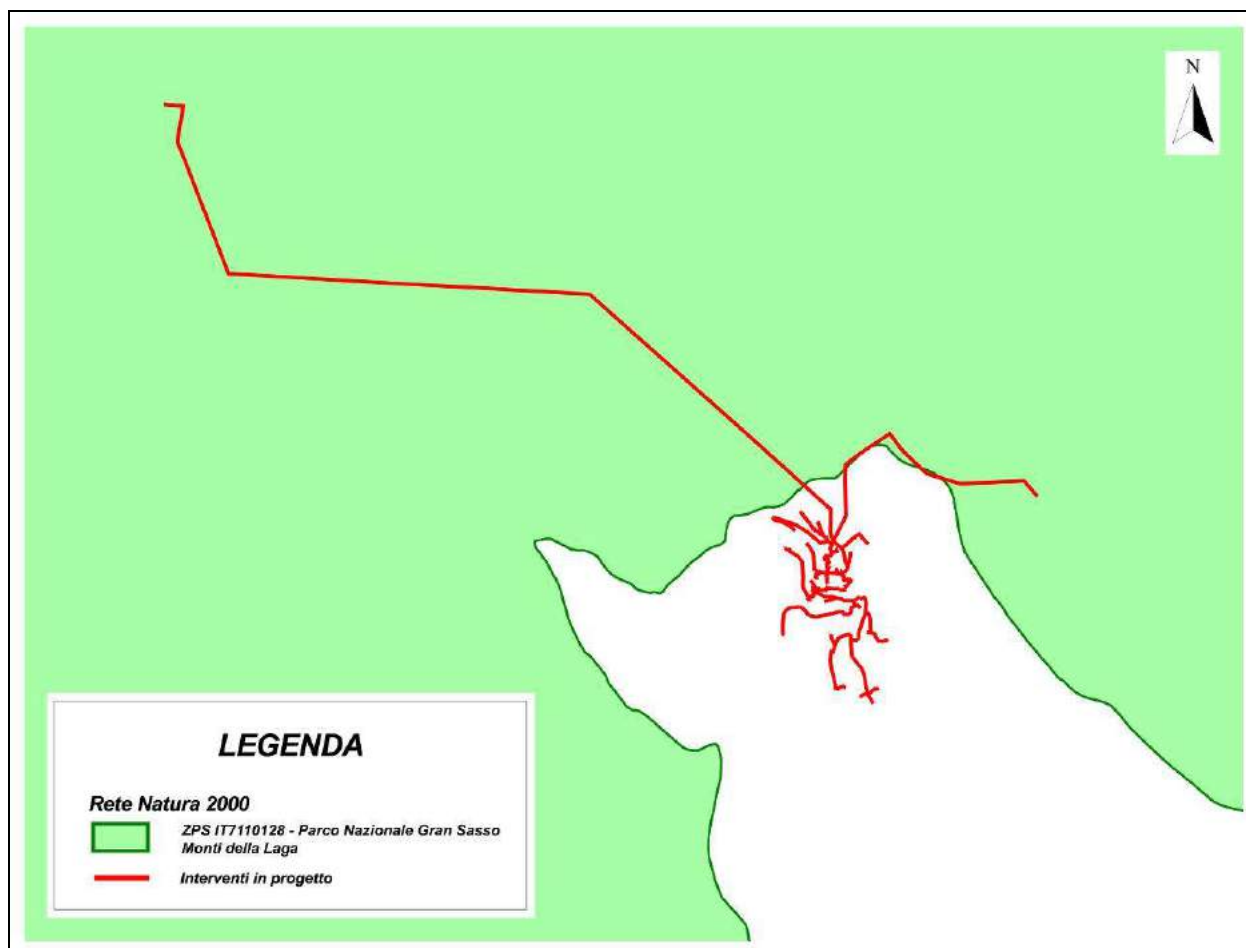 N
LEGENDA
Rete Natura 2000
ZPS IT7110128 - Parco Nazionale Gran Sasso
Monti della Laga
Interventi in progetto